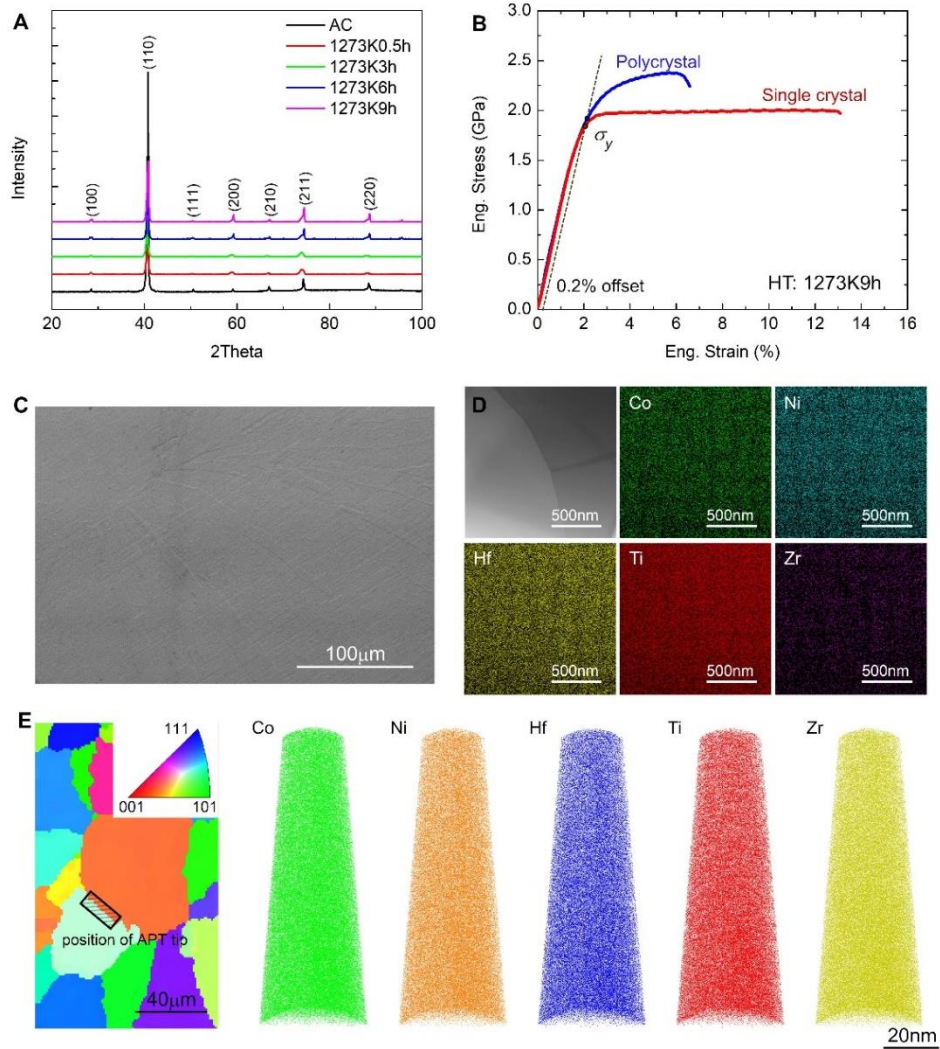 A
AC
1273K0.5h
1273K3h
1273K6h
1273K9h
(100)
(110)
(111)
(200)
(210)
(211)
(220)
Intensity
20 40 60 80 100
2Theta
B
3.0
2.5
2.0
1.5
1.0
0.5
0.0
Eng. Stress (GPa)
Polycrystal
Single crystal
σy
0.2% offset
HT: 1273K9h
0 2 4 6 8 10 12 14 16
Eng. Strain (%)
C
100μm
D
500nm
Co
500nm
Ni
500nm
Hf
500nm
Ti
500nm
Zr
500nm
E
111
001 101
position of APT tip
40μm
Co Ni Hf Ti Zr
20nm